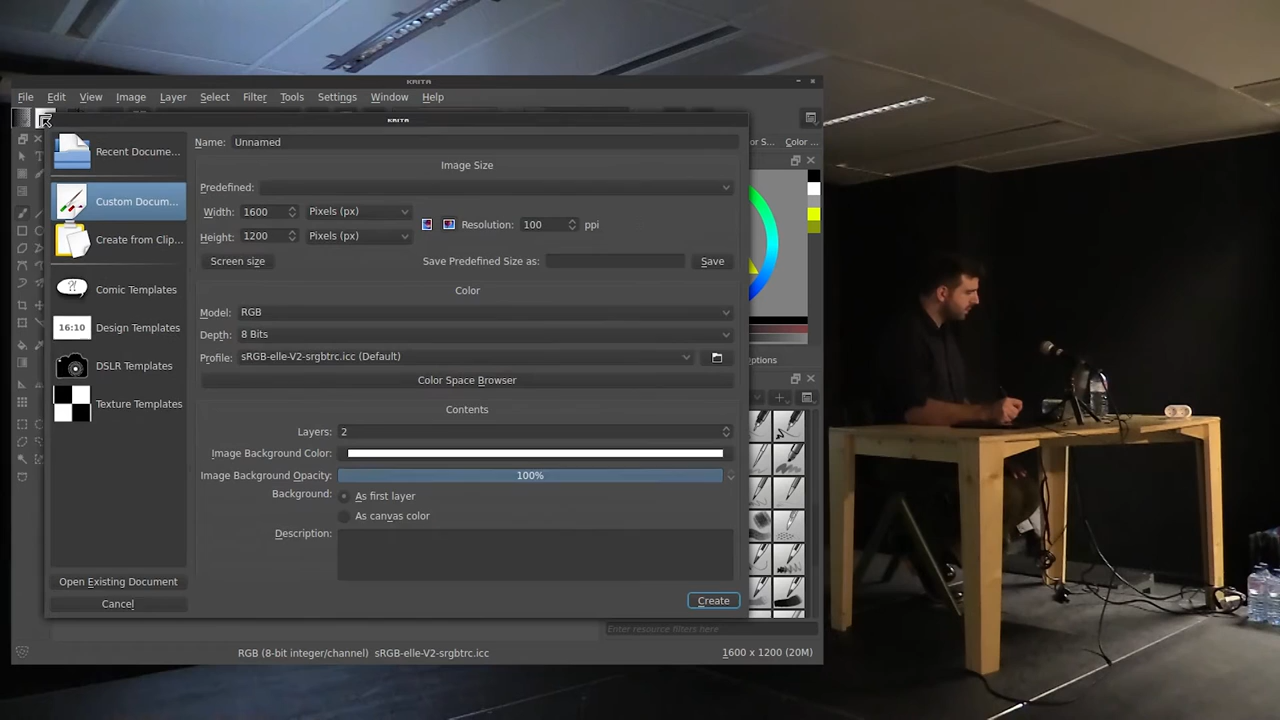 KRITA
File Edit View Image Layer Select Filter Tools Settings Window Help
KRITA
Recent Docume...
Custom Docum...
Create from Clip...
Comic Templates
16:10 Design Templates
DSLR Templates
Texture Templates
Open Existing Document
Cancel
Name: Unnamed
Image Size
Predefined:
Width: 1600 Pixels (px)
Height: 1200 Pixels (px)
Resolution: 100 ppi
Screen size
Save Predefined Size as: Save
Color
Model: RGB
Depth: 8 Bits
Profile: sRGB-elle-V2-srgbtrc.icc (Default)
Color Space Browser
Contents
Layers: 2
Image Background Color:
Image Background Opacity: 100%
Background: As first layer
As canvas color
Description:
Create
or S... Color ...
ptions
Enter resource filters here
RGB (8-bit integer/channel) sRGB-elle-V2-srgbtrc.icc
1600 x 1200 (20M)